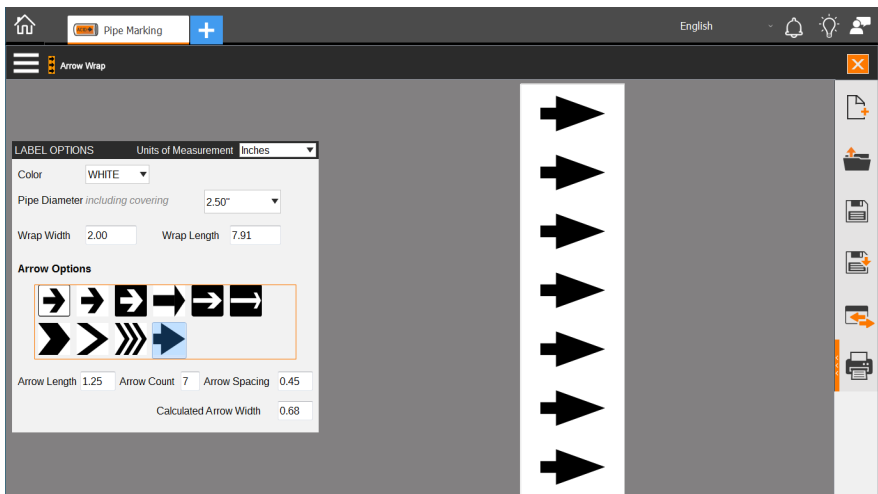 Pipe Marking
English
Arrow Wrap
LABEL OPTIONS Units of Measurement Inches
Color WHITE
Pipe Diameter including covering 2.50"
Wrap Width 2.00 Wrap Length 7.91
Arrow Options
Arrow Length 1.25 Arrow Count 7 Arrow Spacing 0.45
Calculated Arrow Width 0.68